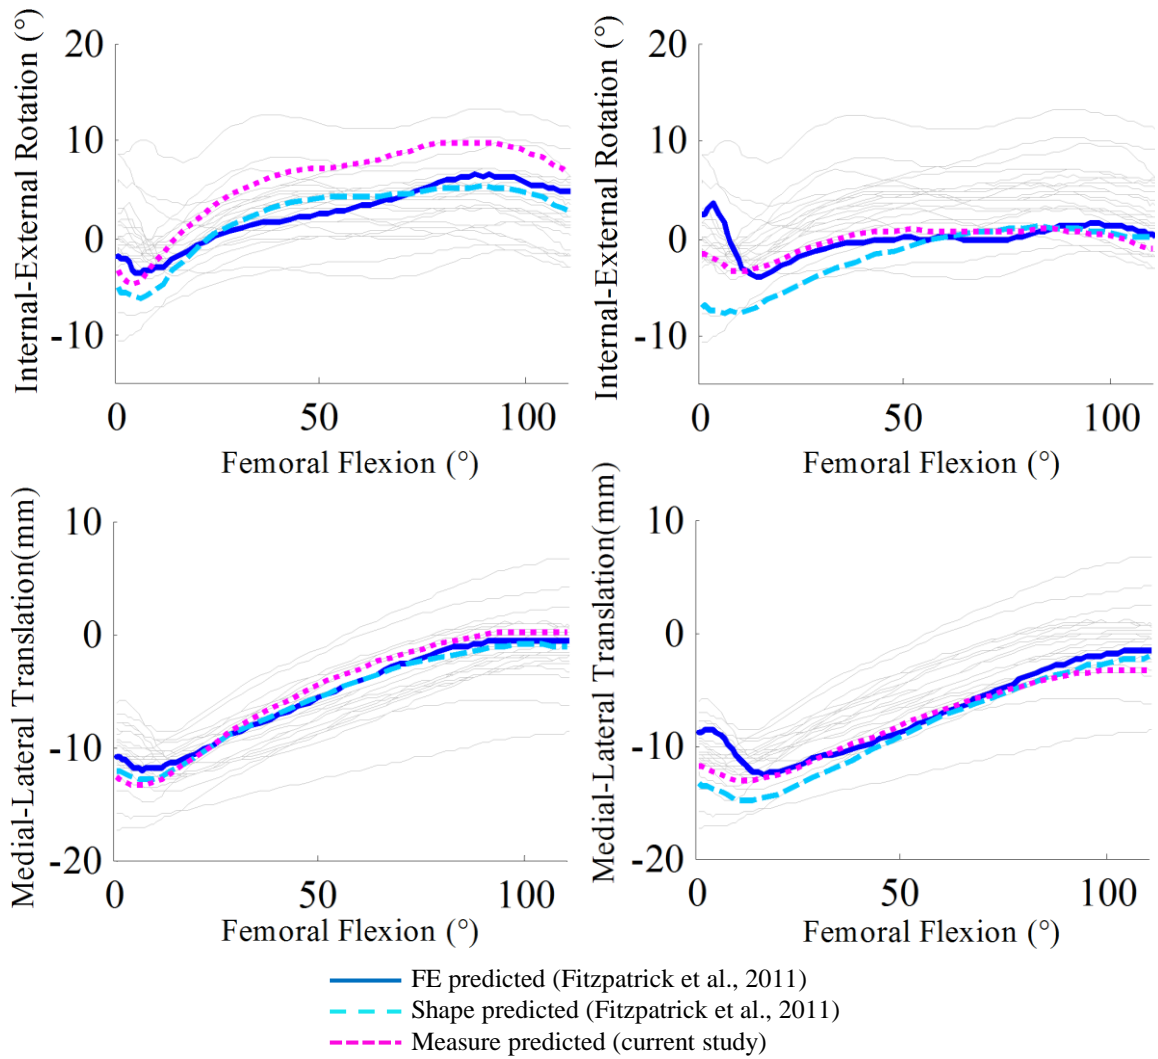 Internal-External Rotation (°)
20
10
0
-10
0
50
100
Femoral Flexion (°)
Internal-External Rotation (°)
20
10
0
-10
0
50
100
Femoral Flexion (°)
Medial-Lateral Translation(mm)
10
0
-10
-20
0
50
100
Femoral Flexion (°)
Medial-Lateral Translation(mm)
10
0
-10
-20
0
50
100
Femoral Flexion (°)
FE predicted (Fitzpatrick et al., 2011)
Shape predicted (Fitzpatrick et al., 2011)
Measure predicted (current study)